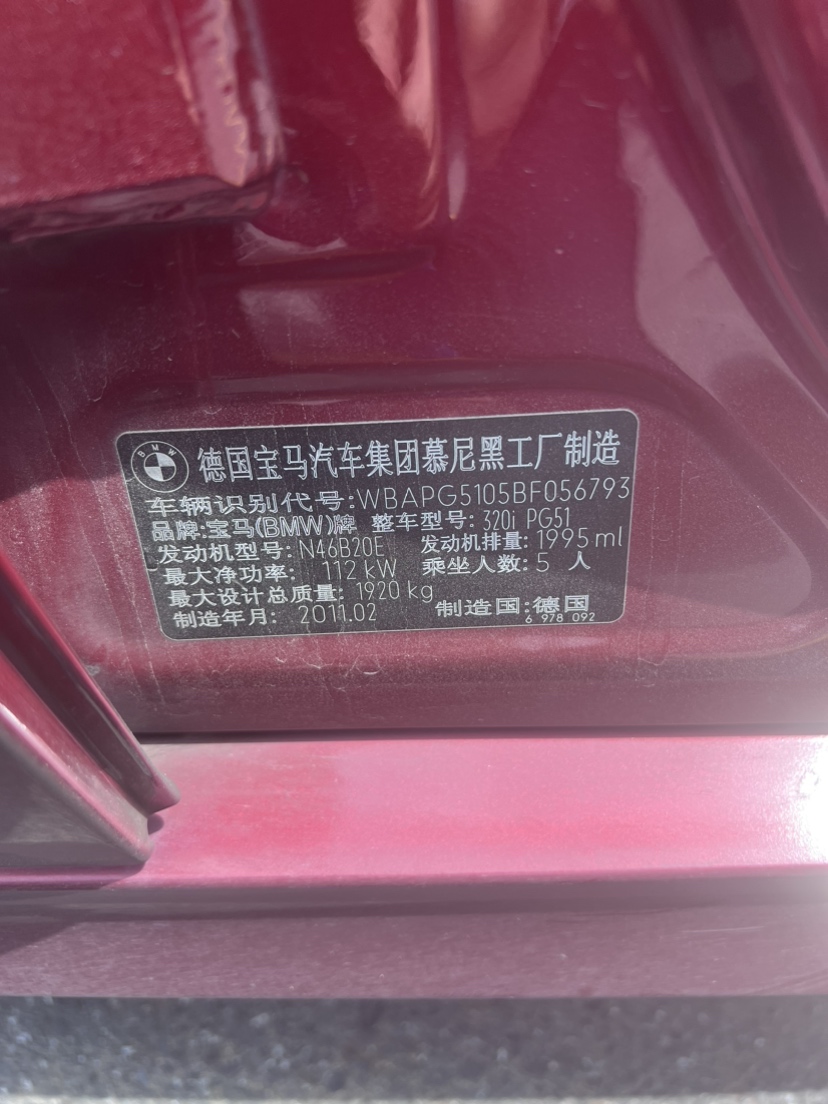 BMW
德国宝马汽车集团慕尼黑工厂制造
车辆识别代号:WBAPG5105BF056793
品牌:宝马(BMW)牌 整车型号:320i PG51
发动机型号:N46B20E 发动机排量:1995ml
最大净功率: 112 kW 乘坐人数:5 人
最大设计总质量:1920 kg
制造年月:2011.02 制造国:德国
6 978 092